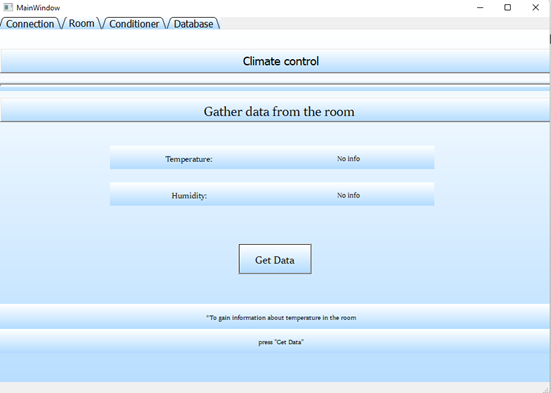 MainWindow
Connection Room Conditioner Database
Climate control
Gather data from the room
Temperature: No info
Humidity: No info
Get Data
*To gain information about temperature in the room
press "Get Data"